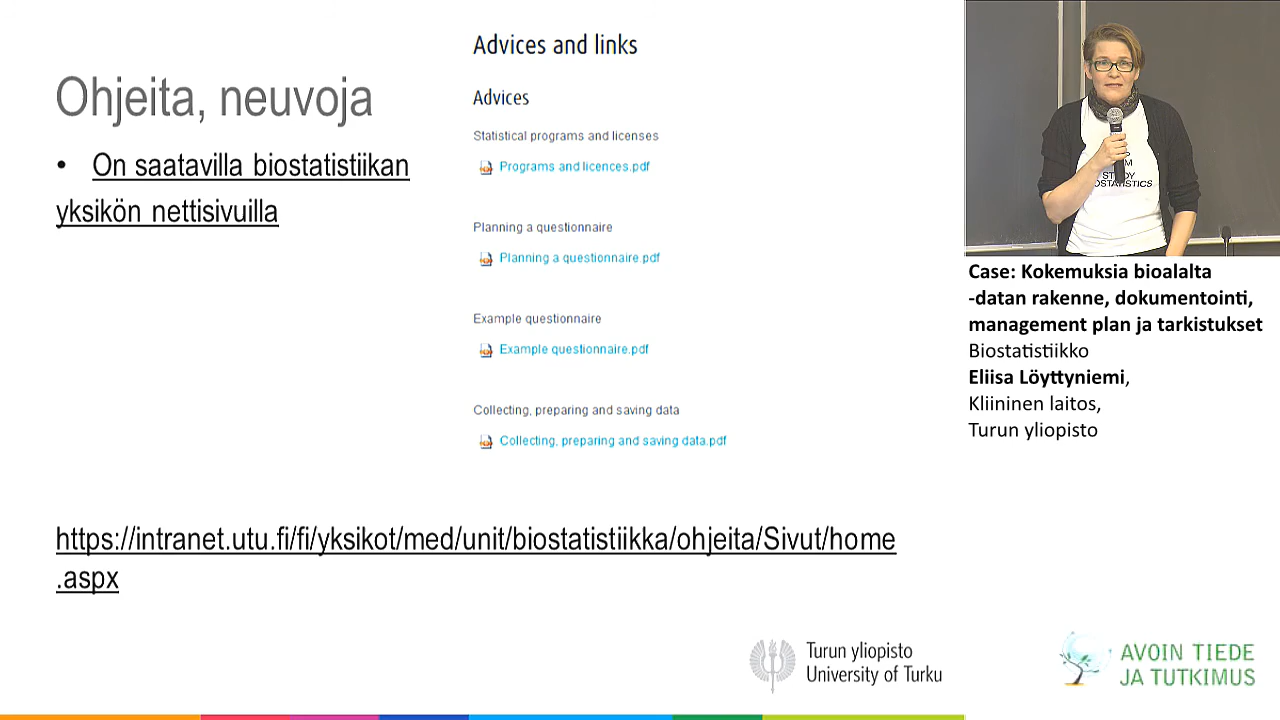 Ohjeita, neuvoja
• On saatavilla biostatistiikan
yksikön nettisivuilla
Advices and links
Advices
Statistical programs and licenses
Programs and licences.pdf
Planning a questionnaire
Planning a questionnaire.pdf
Example questionnaire
Example questionnaire.pdf
Collecting, preparing and saving data
Collecting, preparing and saving data.pdf
https://intranet.utu.fi/fi/yksikot/med/unit/biostatistiikka/ohjeita/Sivut/home
.aspx
STUDY
Case: Kokemuksia bioalalta
-datan rakenne, dokumentointi,
management plan ja tarkistukset
Biostatistiikko
Eliisa Löyttyniemi,
Kliininen laitos,
Turun yliopisto
Turun yliopisto
University of Turku
AVOIN TIEDE
JA TUTKIMUS